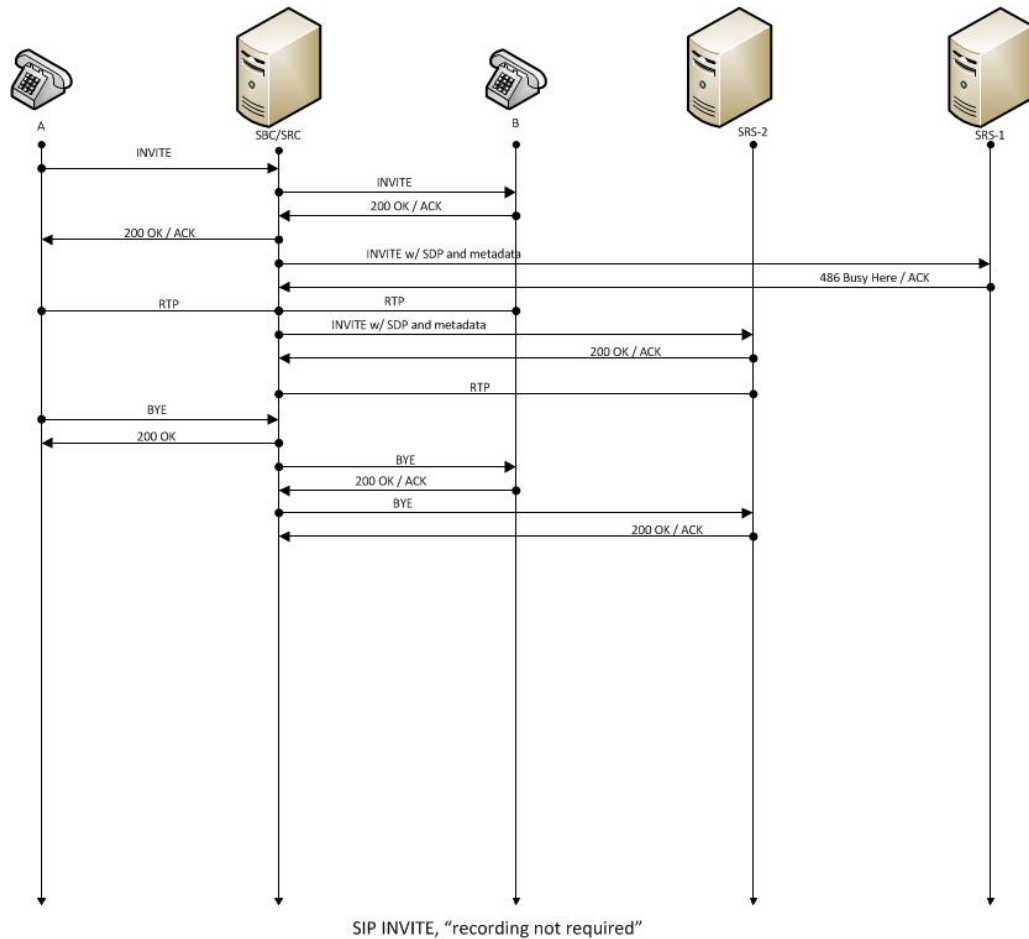 A
SBC/SRC
B
SRS-2
SRS-1
INVITE
INVITE
200 OK / ACK
200 OK / ACK
INVITE w/ SDP and metadata
486 Busy Here / ACK
RTP
RTP
INVITE w/ SDP and metadata
200 OK / ACK
RTP
BYE
200 OK
BYE
200 OK / ACK
BYE
200 OK / ACK
SIP INVITE, “recording not required”